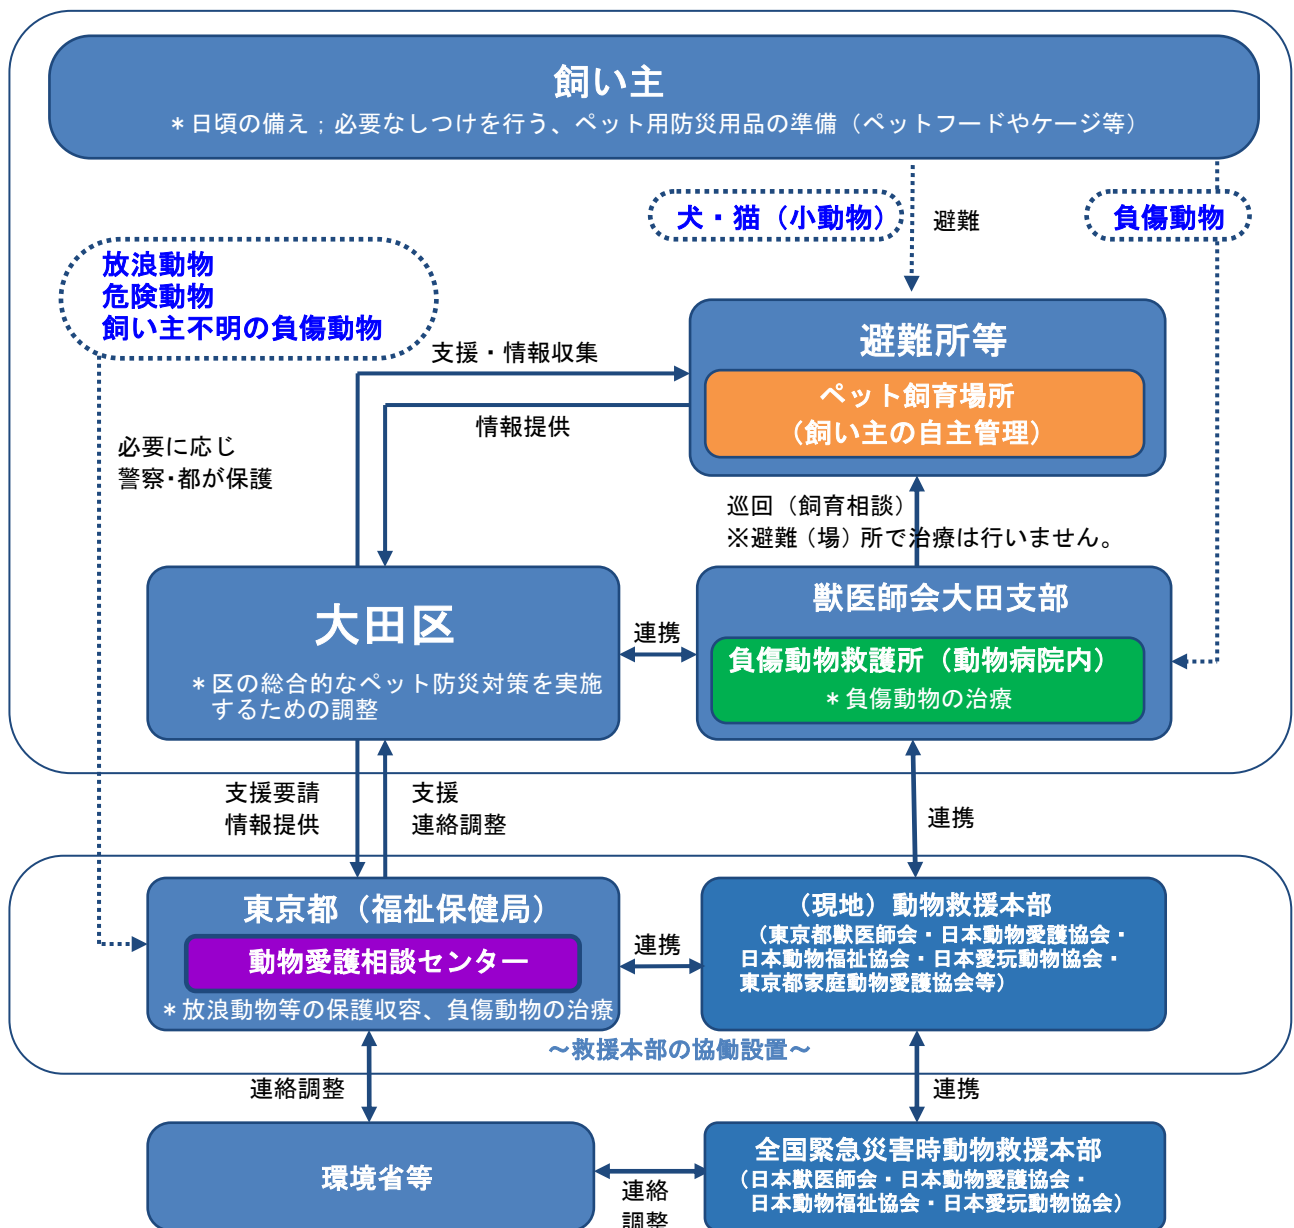 飼い主
＊日頃の備え；必要なしつけを行う、ペット用防災用品の準備（ペットフードやケージ等）
犬・猫（小動物）
避難
負傷動物
放浪動物
危険動物
飼い主不明の負傷動物
避難所等
ペット飼育場所
（飼い主の自主管理）
支援・情報収集
情報提供
必要に応じ
警察・都が保護
巡回（飼育相談）
※避難（場）所で治療は行いません。
大田区
＊区の総合的なペット防災対策を実施
するための調整
連携
獣医師会大田支部
負傷動物救護所（動物病院内）
＊負傷動物の治療
支援要請
情報提供
支援
連絡調整
連携
東京都（福祉保健局）
動物愛護相談センター
＊放浪動物等の保護収容、負傷動物の治療
連携
（現地）動物救援本部
（東京都獣医師会・日本動物愛護協会・
日本動物福祉協会・日本愛玩動物協会・
東京都家庭動物愛護協会等）
～救援本部の協働設置～
連絡調整
連携
環境省等
連絡
調整
全国緊急災害時動物救援本部
（日本獣医師会・日本動物愛護協会・
日本動物福祉協会・日本愛玩動物協会）